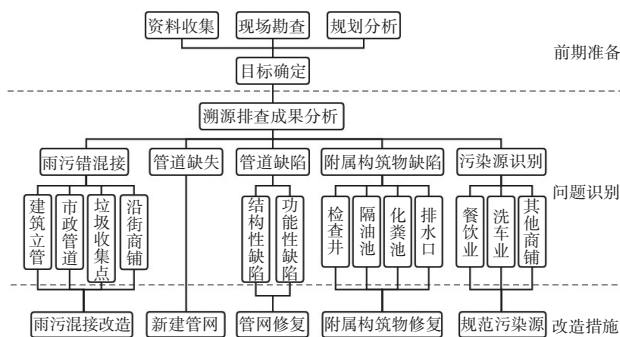 资料收集 现场勘查 规划分析
前期准备
目标确定
溯源排查成果分析
雨污错混接 管道缺失 管道缺陷 附属构筑物缺陷 污染源识别
问题识别
建筑立管
市政管道
垃圾收集点
沿街商铺
结构性缺陷
功能性缺陷
检查井
隔油池
化粪池
排水口
餐饮业
洗车业
其他商铺
雨污混接改造 新建管网 管网修复 附属构筑物修复 规范污染源
改造措施